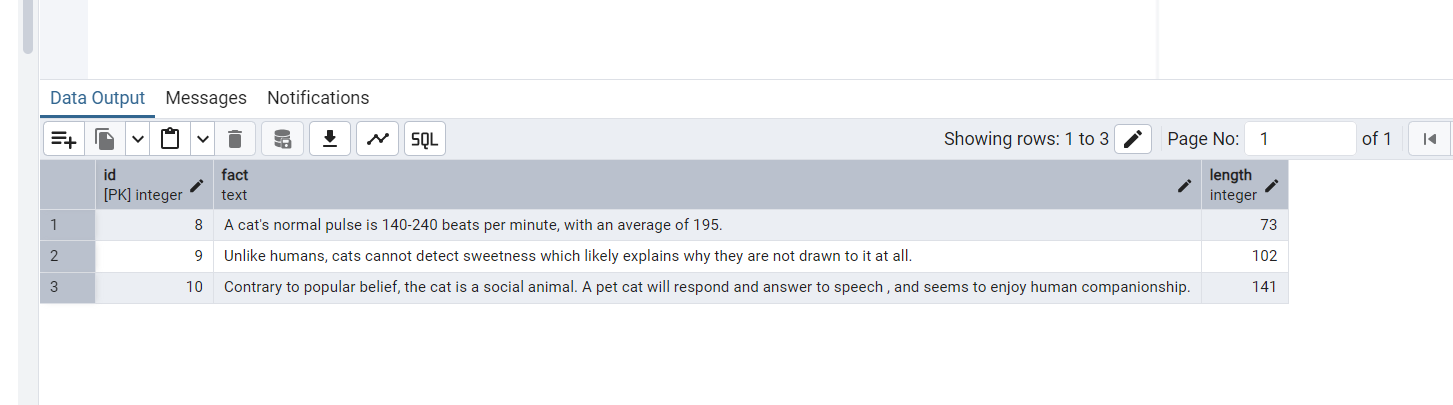 Data Output Messages Notifications
SQL Showing rows: 1 to 3 Page No: 1 of 1
id fact length
[PK] integer text integer
1 8 A cat's normal pulse is 140-240 beats per minute, with an average of 195. 73
2 9 Unlike humans, cats cannot detect sweetness which likely explains why they are not drawn to it at all. 102
3 10 Contrary to popular belief, the cat is a social animal. A pet cat will respond and answer to speech , and seems to enjoy human companionship. 141